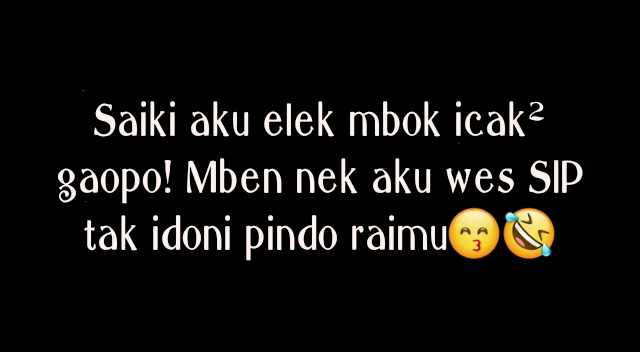 Saiki aku elek mbok icak²
gaopo! Mben nek aku wes SIP
tak idoni pindo raimu😙🤣